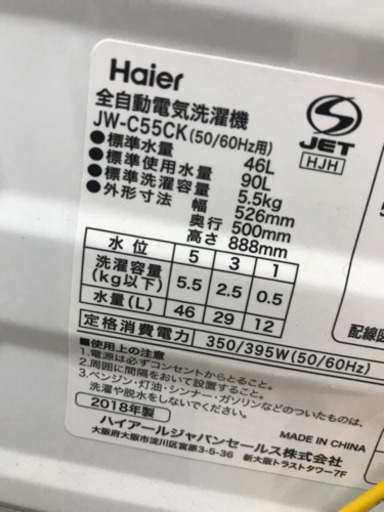 Haier
全自動電気洗濯機
JW-C55CK(50/60Hz用)
JET
HJH
●標準水量 46L
●標準使用水量 90L
●標準洗濯容量 5.5kg
●外形寸法 幅 526mm
奥行 500mm
高さ 888mm
水位 5 3 1
洗濯容量(kg以下) 5.5 2.5 0.5
水量(L) 46 29 12
定格消費電力 350/395W(50/60Hz)
■使用上の注意
1.電源は必ずコンセントからとること。
2.周囲に間隔をおいて設置すること。
3.ベンジン・灯油・シンナー・ガソリンなどのついたものは、
洗濯や脱水をしないでください。
2018年製
MADE IN CHINA
ハイアールジャパンセールス株式会社
大阪府大阪市淀川区宮原3-5-36 新大阪トラストタワー7F
配線図